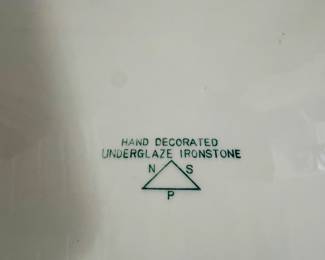 HAND DECORATED
UNDERGLAZE IRONSTONE
N S
P